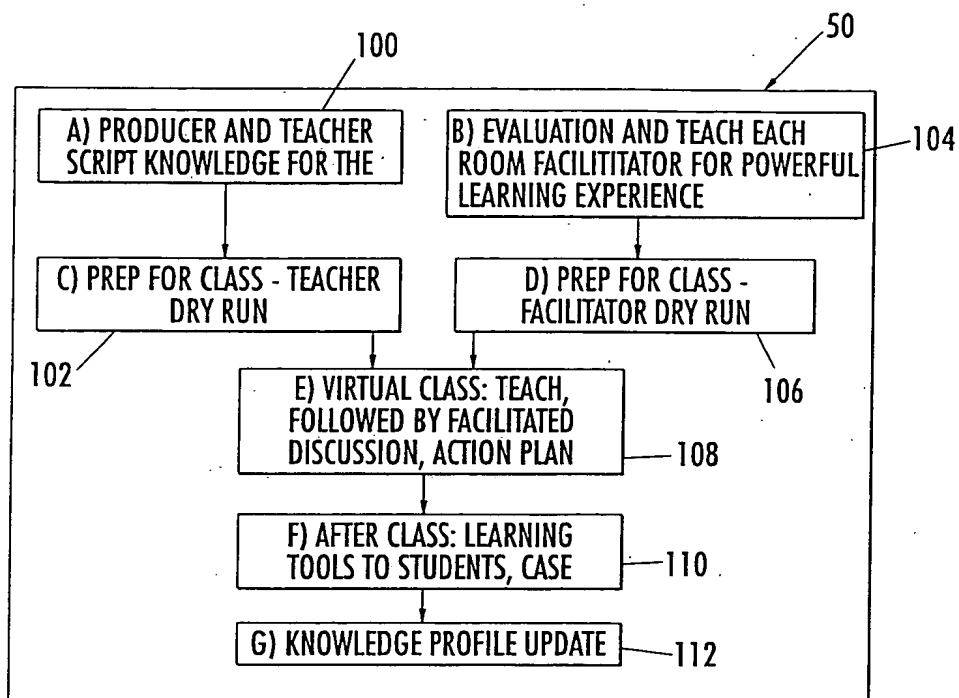 50
100
A) PRODUCER AND TEACHER
SCRIPT KNOWLEDGE FOR THE
B) EVALUATION AND TEACH EACH
ROOM FACILITITATOR FOR POWERFUL
LEARNING EXPERIENCE
104
C) PREP FOR CLASS - TEACHER
DRY RUN
102
D) PREP FOR CLASS -
FACILITATOR DRY RUN
106
E) VIRTUAL CLASS: TEACH,
FOLLOWED BY FACILITATED
DISCUSSION, ACTION PLAN
108
F) AFTER CLASS: LEARNING
TOOLS TO STUDENTS, CASE
110
G) KNOWLEDGE PROFILE UPDATE
112